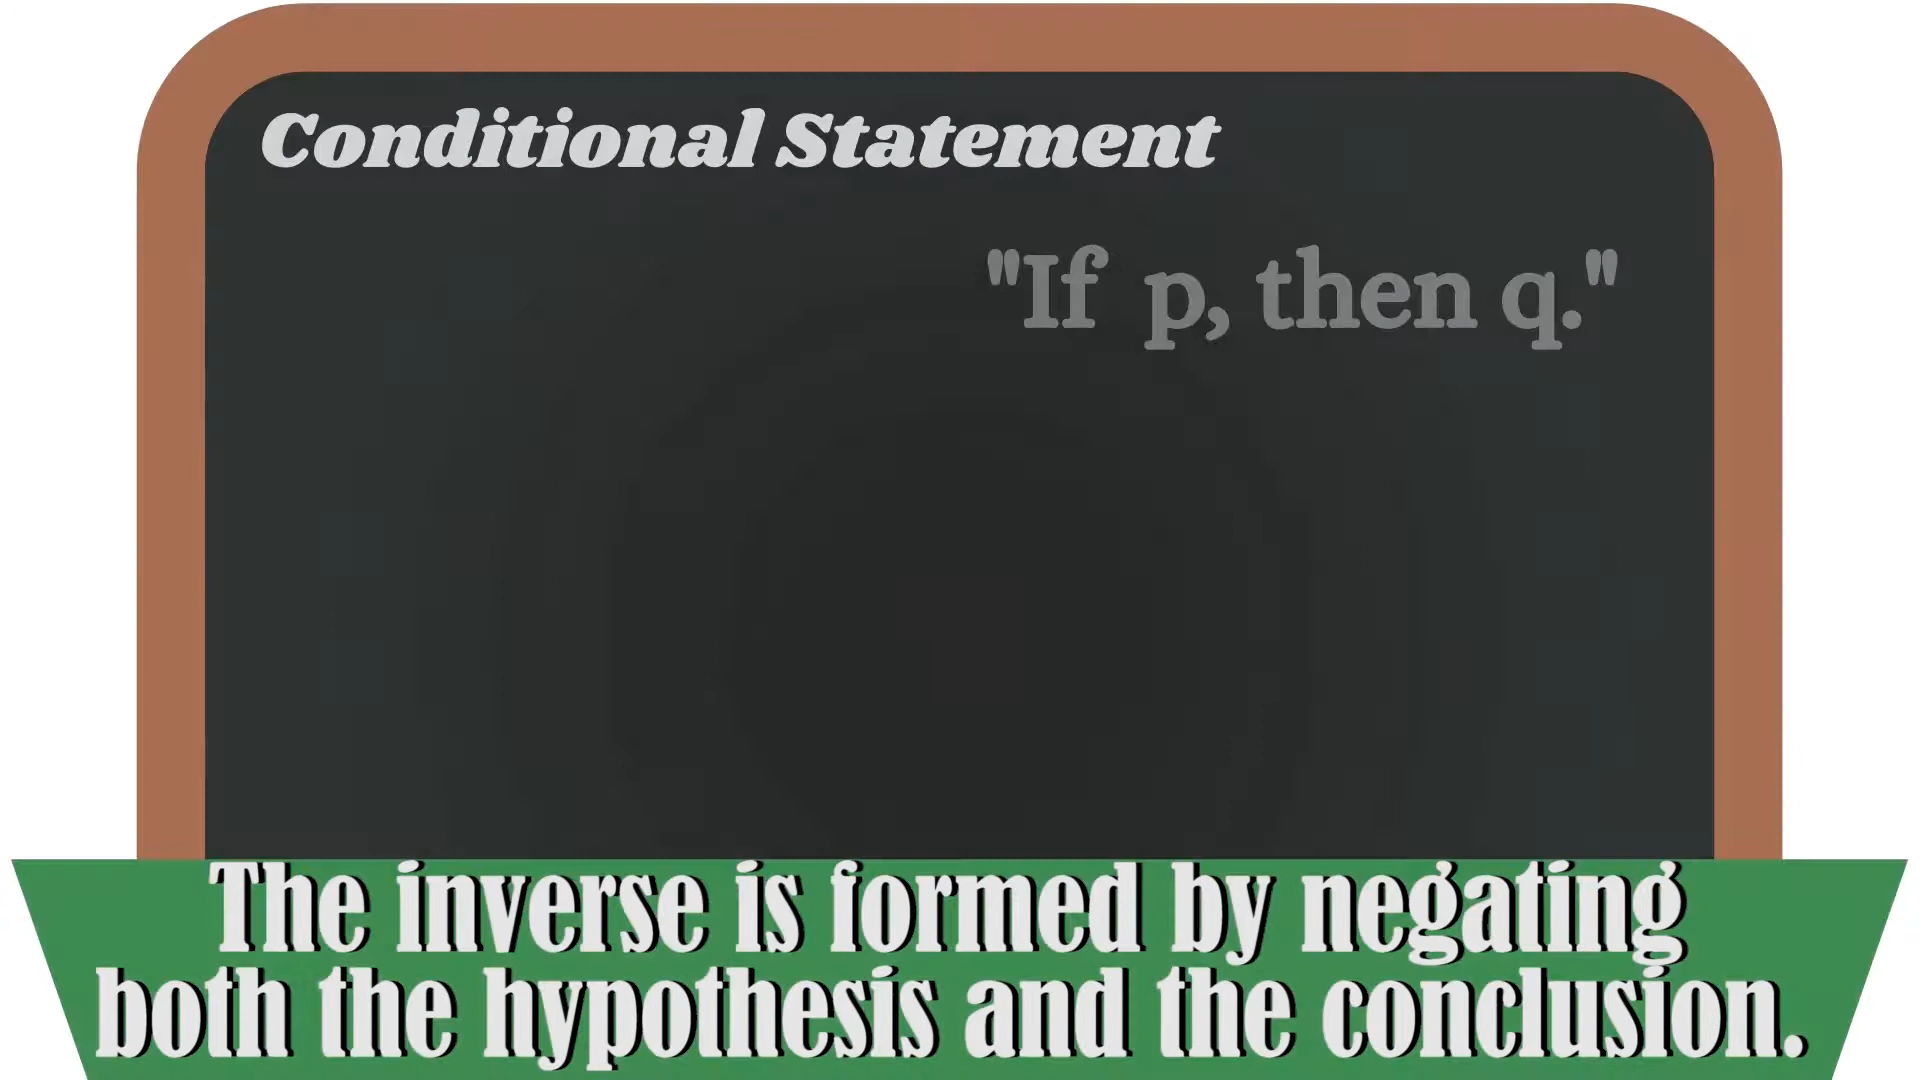 Conditional Statement
"If p, then q."
The inverse is formed by negating
both the hypothesis and the conclusion.